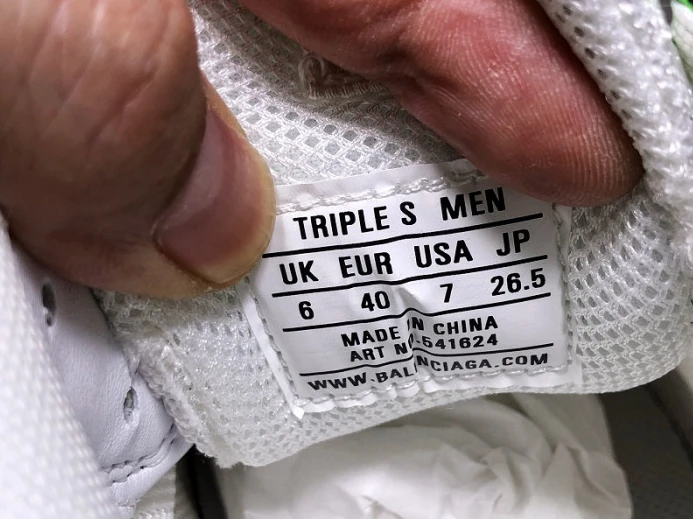 TRIPLE S MEN
UK EUR USA JP
6 40 7 26.5
MADE IN CHINA
ART NO.541624
WWW.BALENCIAGA.COM